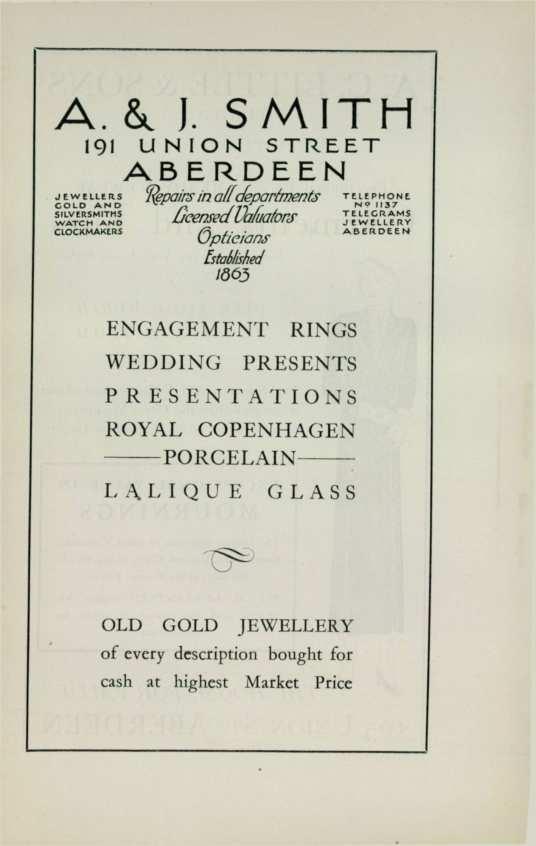 A. & J. SMITH
191 UNION STREET
ABERDEEN
JEWELLERS
GOLD AND
SILVERSMITHS
WATCH AND
CLOCKMAKERS
Repairs in all departments
Licensed Valuators
Opticians
Established
1863
TELEPHONE
Nº 1137
TELEGRAMS
JEWELLERY
ABERDEEN
ENGAGEMENT RINGS
WEDDING PRESENTS
PRESENTATIONS
ROYAL COPENHAGEN
PORCELAIN
LALIQUE GLASS
OLD GOLD JEWELLERY
of every description bought for
cash at highest Market Price